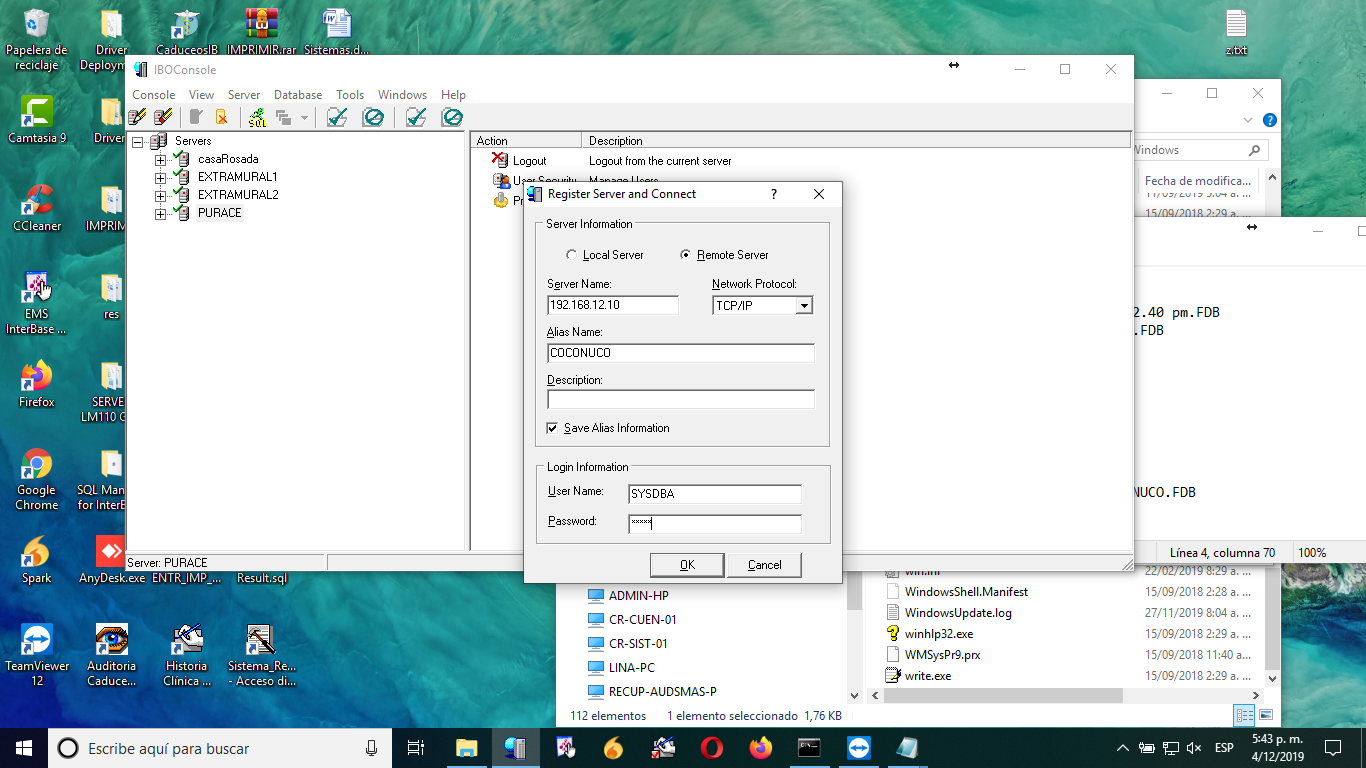 Papelera de reciclaje
Driver Deploym...
CaduceosIB
IMPRIMIR.rar
Sistemas.d...
z.txt
IBOConsole
Console View Server Database Tools Windows Help
Camtasia 9
Driver
CCleaner
IMPRIM
EMS InterBase ...
res
Firefox
SERVE
LM110 G
Google Chrome
SQL Man
for InterB
Spark
AnyDesk.exe
ENTR_IMP_...
Result.sql
TeamViewer 12
Auditoria Caduce...
Historia Clínica ...
Sistema_Re... - Acceso di...
Servers
casaRosada
EXTRAMURAL1
EXTRAMURAL2
PURACE
Server: PURACE
Action Description
Logout Logout from the current server
User Security Manage Users
Register Server and Connect
Server Information
Local Server Remote Server
Server Name: Network Protocol:
192.168.12.10 TCP/IP
Alias Name:
COCONUCO
Description:
Save Alias Information
Login Information
User Name: SYSDBA
Password: *****
OK Cancel
Windows
Fecha de modifica...
15/09/2018 2:29 a. ...
2.40 pm.FDB
.FDB
NUCO.FDB
Línea 4, columna 70 100%
ADMIN-HP
CR-CUEN-01
CR-SIST-01
LINA-PC
RECUP-AUDSMAS-P
win.ini 22/02/2019 8:29 a. ...
WindowsShell.Manifest 15/09/2018 2:28 a. ...
WindowsUpdate.log 27/11/2019 8:04 a. ...
winhlp32.exe 15/09/2018 2:29 a. ...
WMSysPr9.prx 15/09/2018 11:40 a...
write.exe 15/09/2018 2:29 a. ...
112 elementos 1 elemento seleccionado 1,76 KB
Escribe aquí para buscar
ESP
5:43 p. m.
4/12/2019